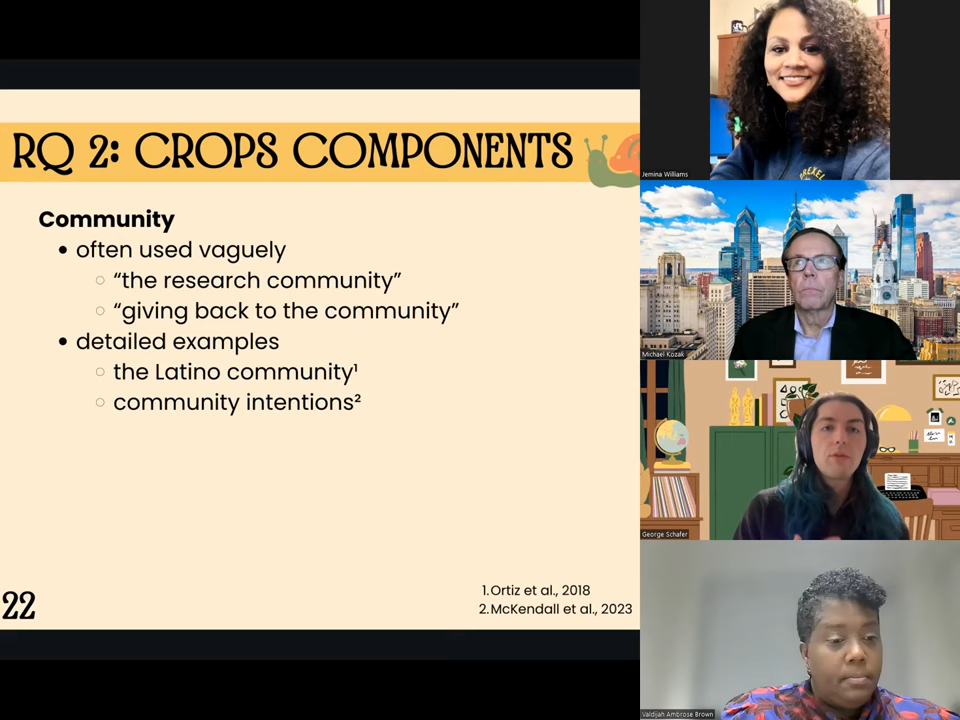 RQ 2: CROPS COMPONENTS
Community
• often used vaguely
○ “the research community”
○ “giving back to the community”
• detailed examples
○ the Latino community¹
○ community intentions²
1.Ortiz et al., 2018
2.McKendall et al., 2023
22
DREXEL
Jemina Williams
Michael Kozak
George Schafer
Valdijah Ambrose Brown